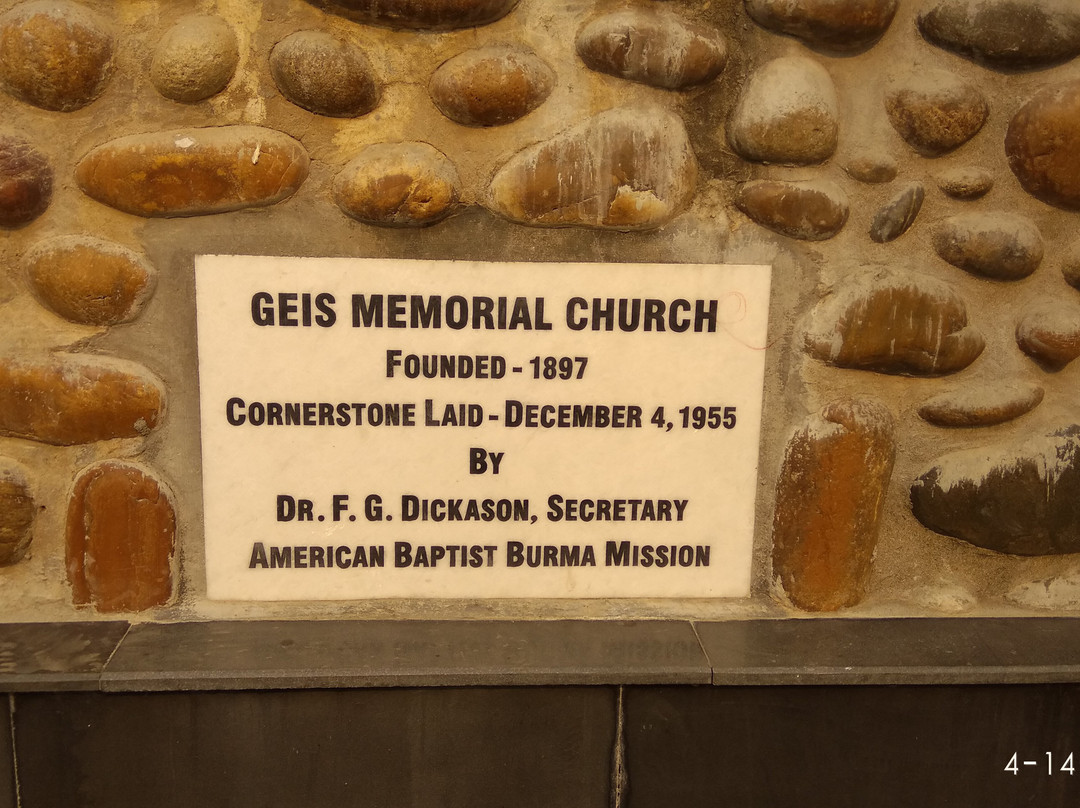 GEIS MEMORIAL CHURCH
FOUNDED - 1897
CORNERSTONE LAID - DECEMBER 4, 1955
BY
DR. F. G. DICKASON, SECRETARY
AMERICAN BAPTIST BURMA MISSION
4-14